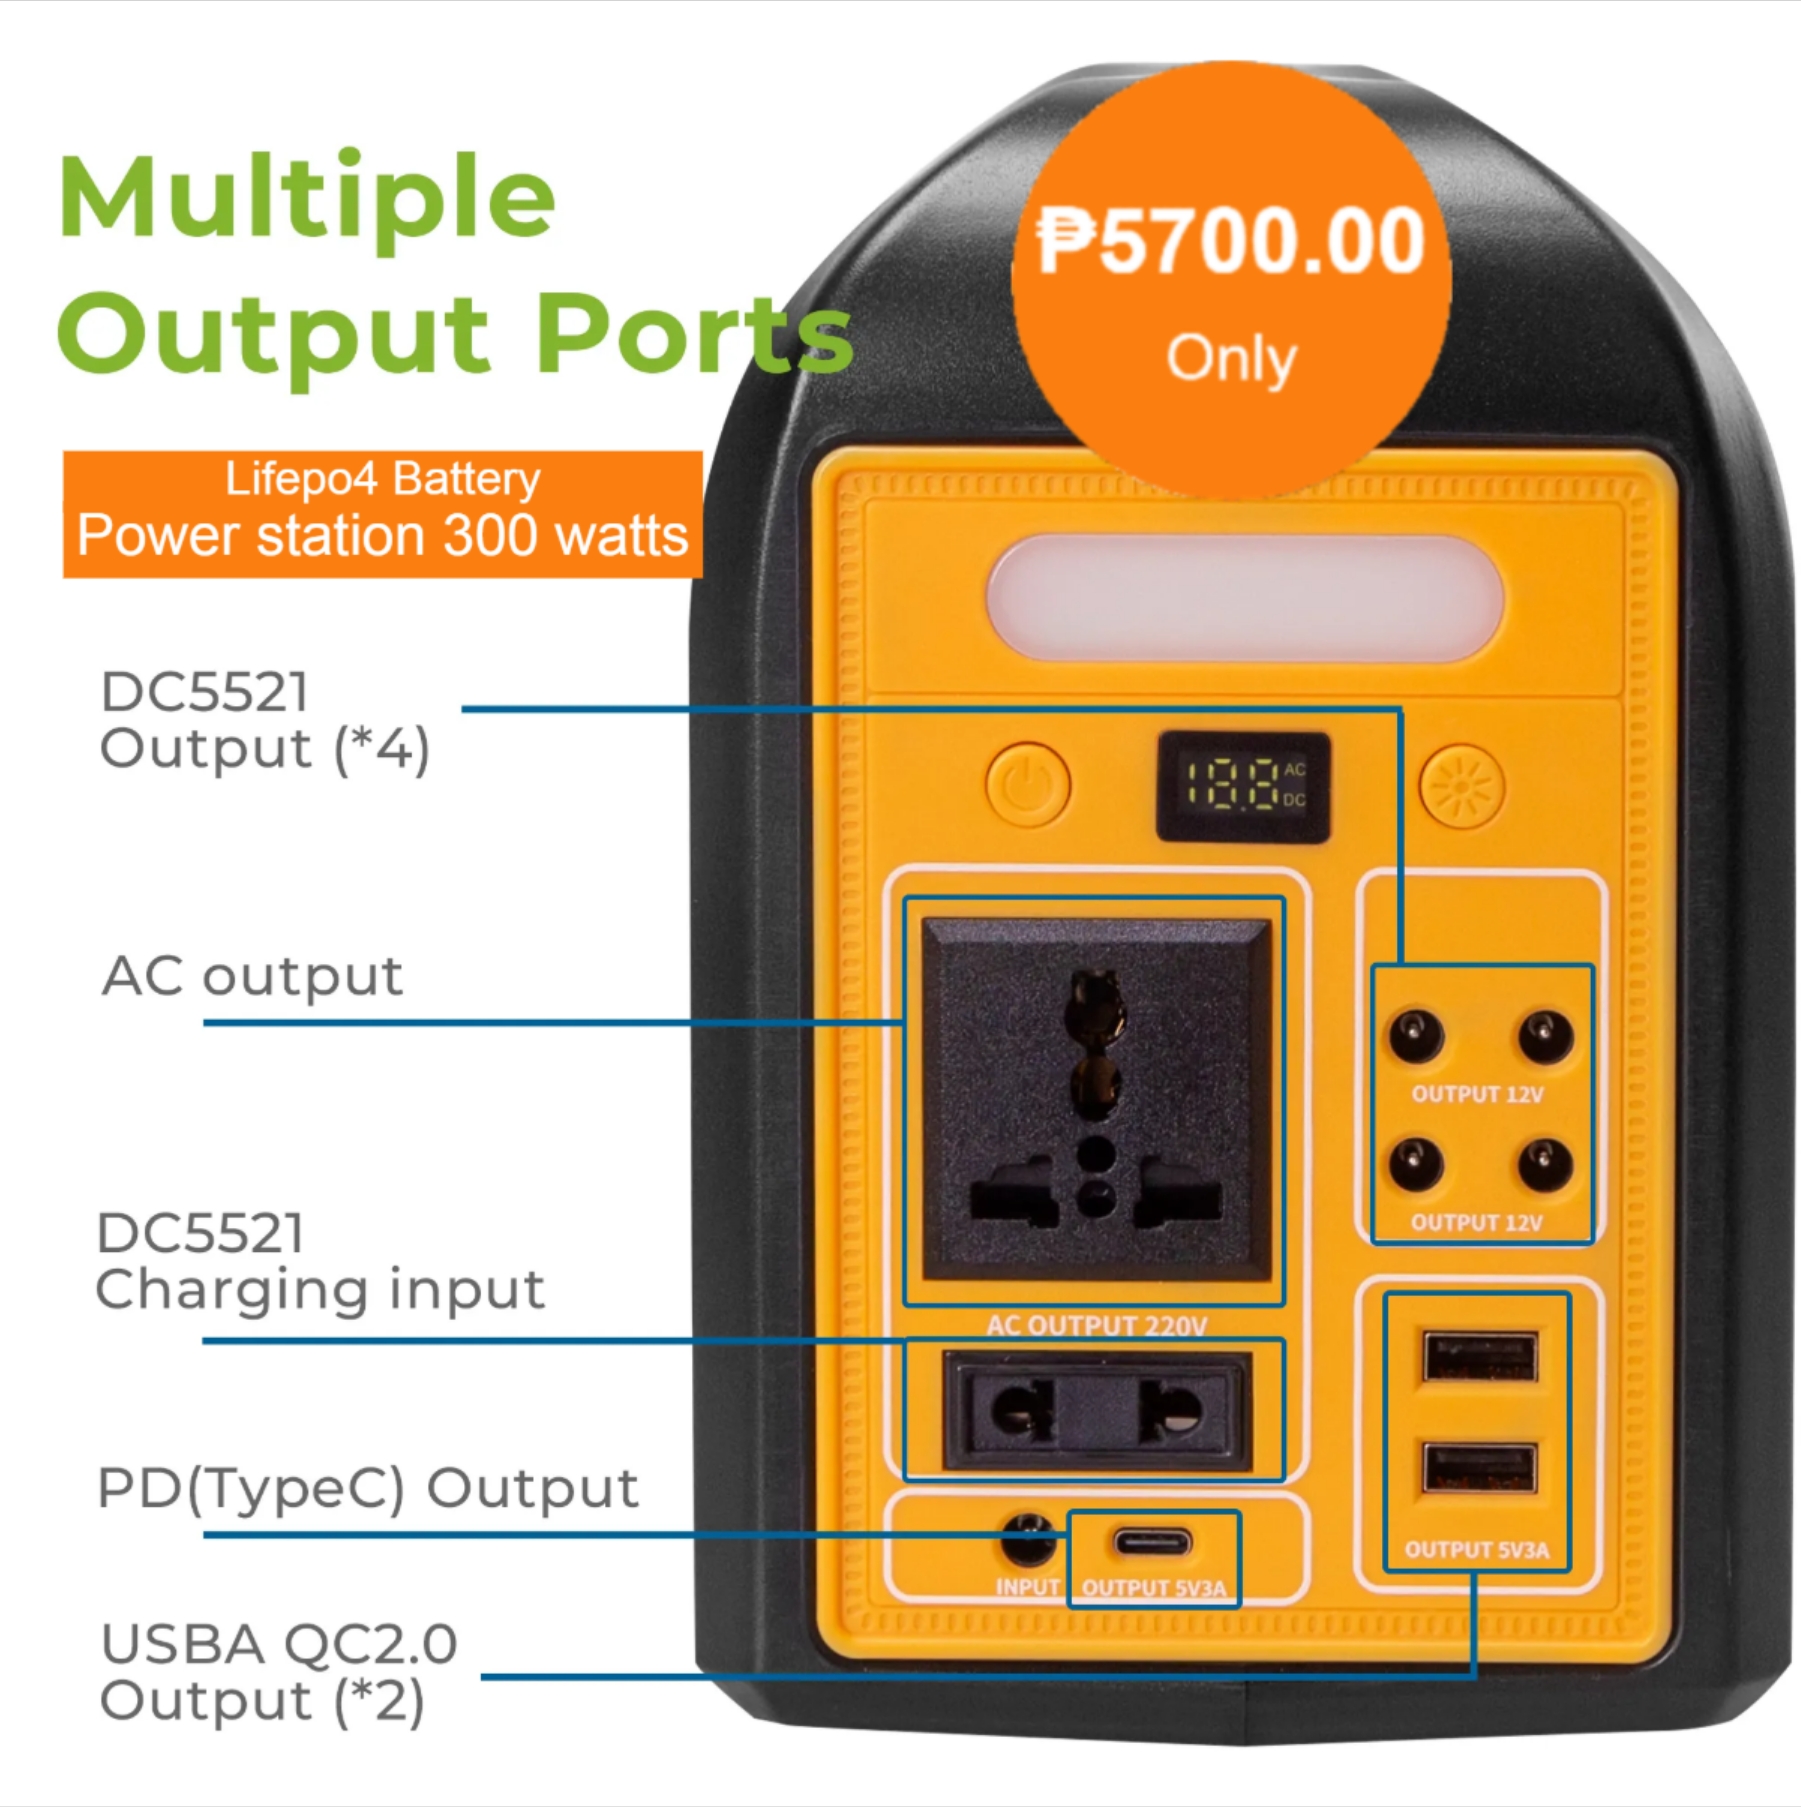 Multiple
Output Ports
₱5700.00
Only
Lifepo4 Battery
Power station 300 watts
DC5521
Output (*4)
18.8 AC
DC
AC output
OUTPUT 12V
OUTPUT 12V
DC5521
Charging input
AC OUTPUT 220V
PD(TypeC) Output
INPUT
OUTPUT 5V3A
OUTPUT 5V3A
USBA QC2.0
Output (*2)